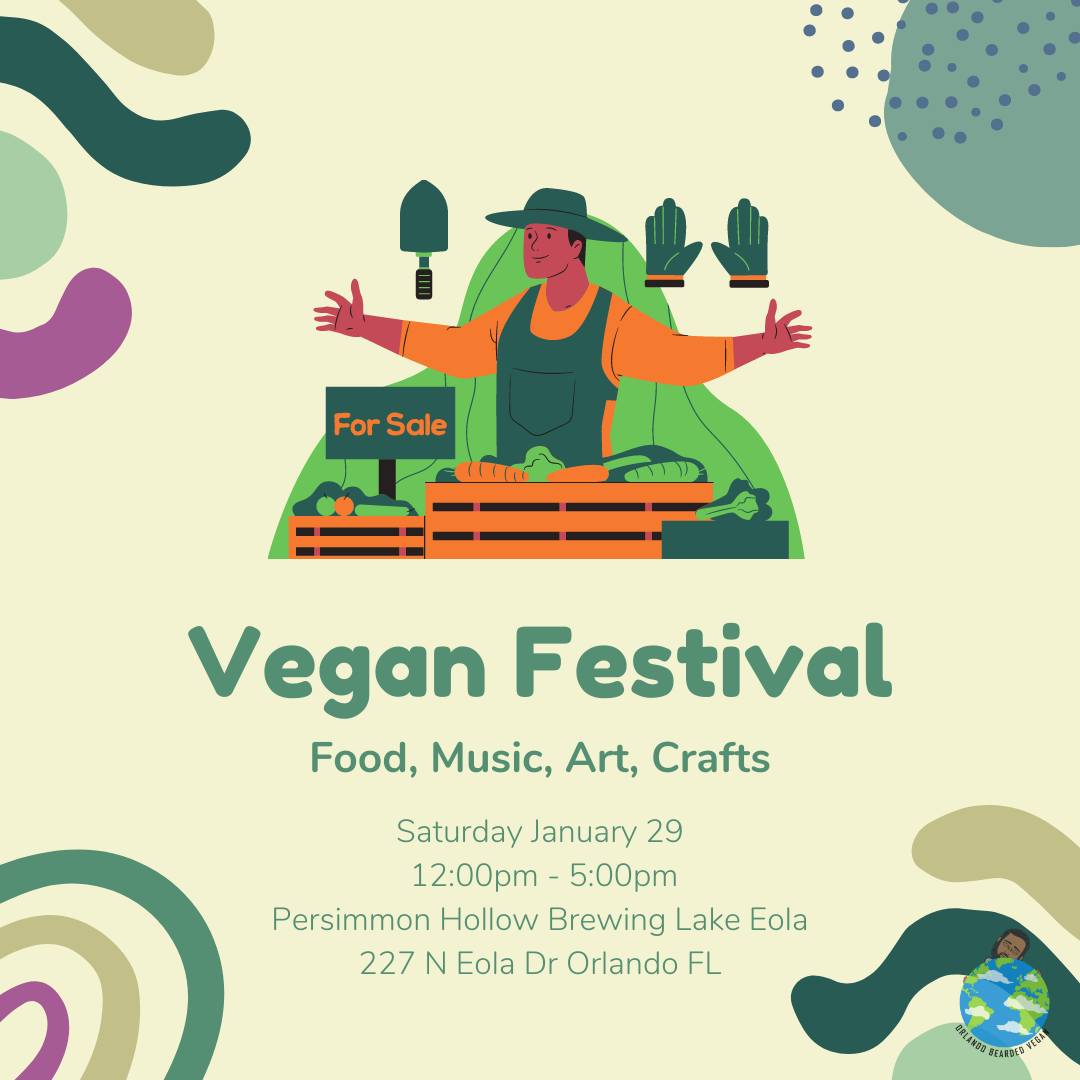 For Sale
Vegan Festival
Food, Music, Art, Crafts
Saturday January 29
12:00pm - 5:00pm
Persimmon Hollow Brewing Lake Eola
227 N Eola Dr Orlando FL
ORLANDO BEARDED VEGAN